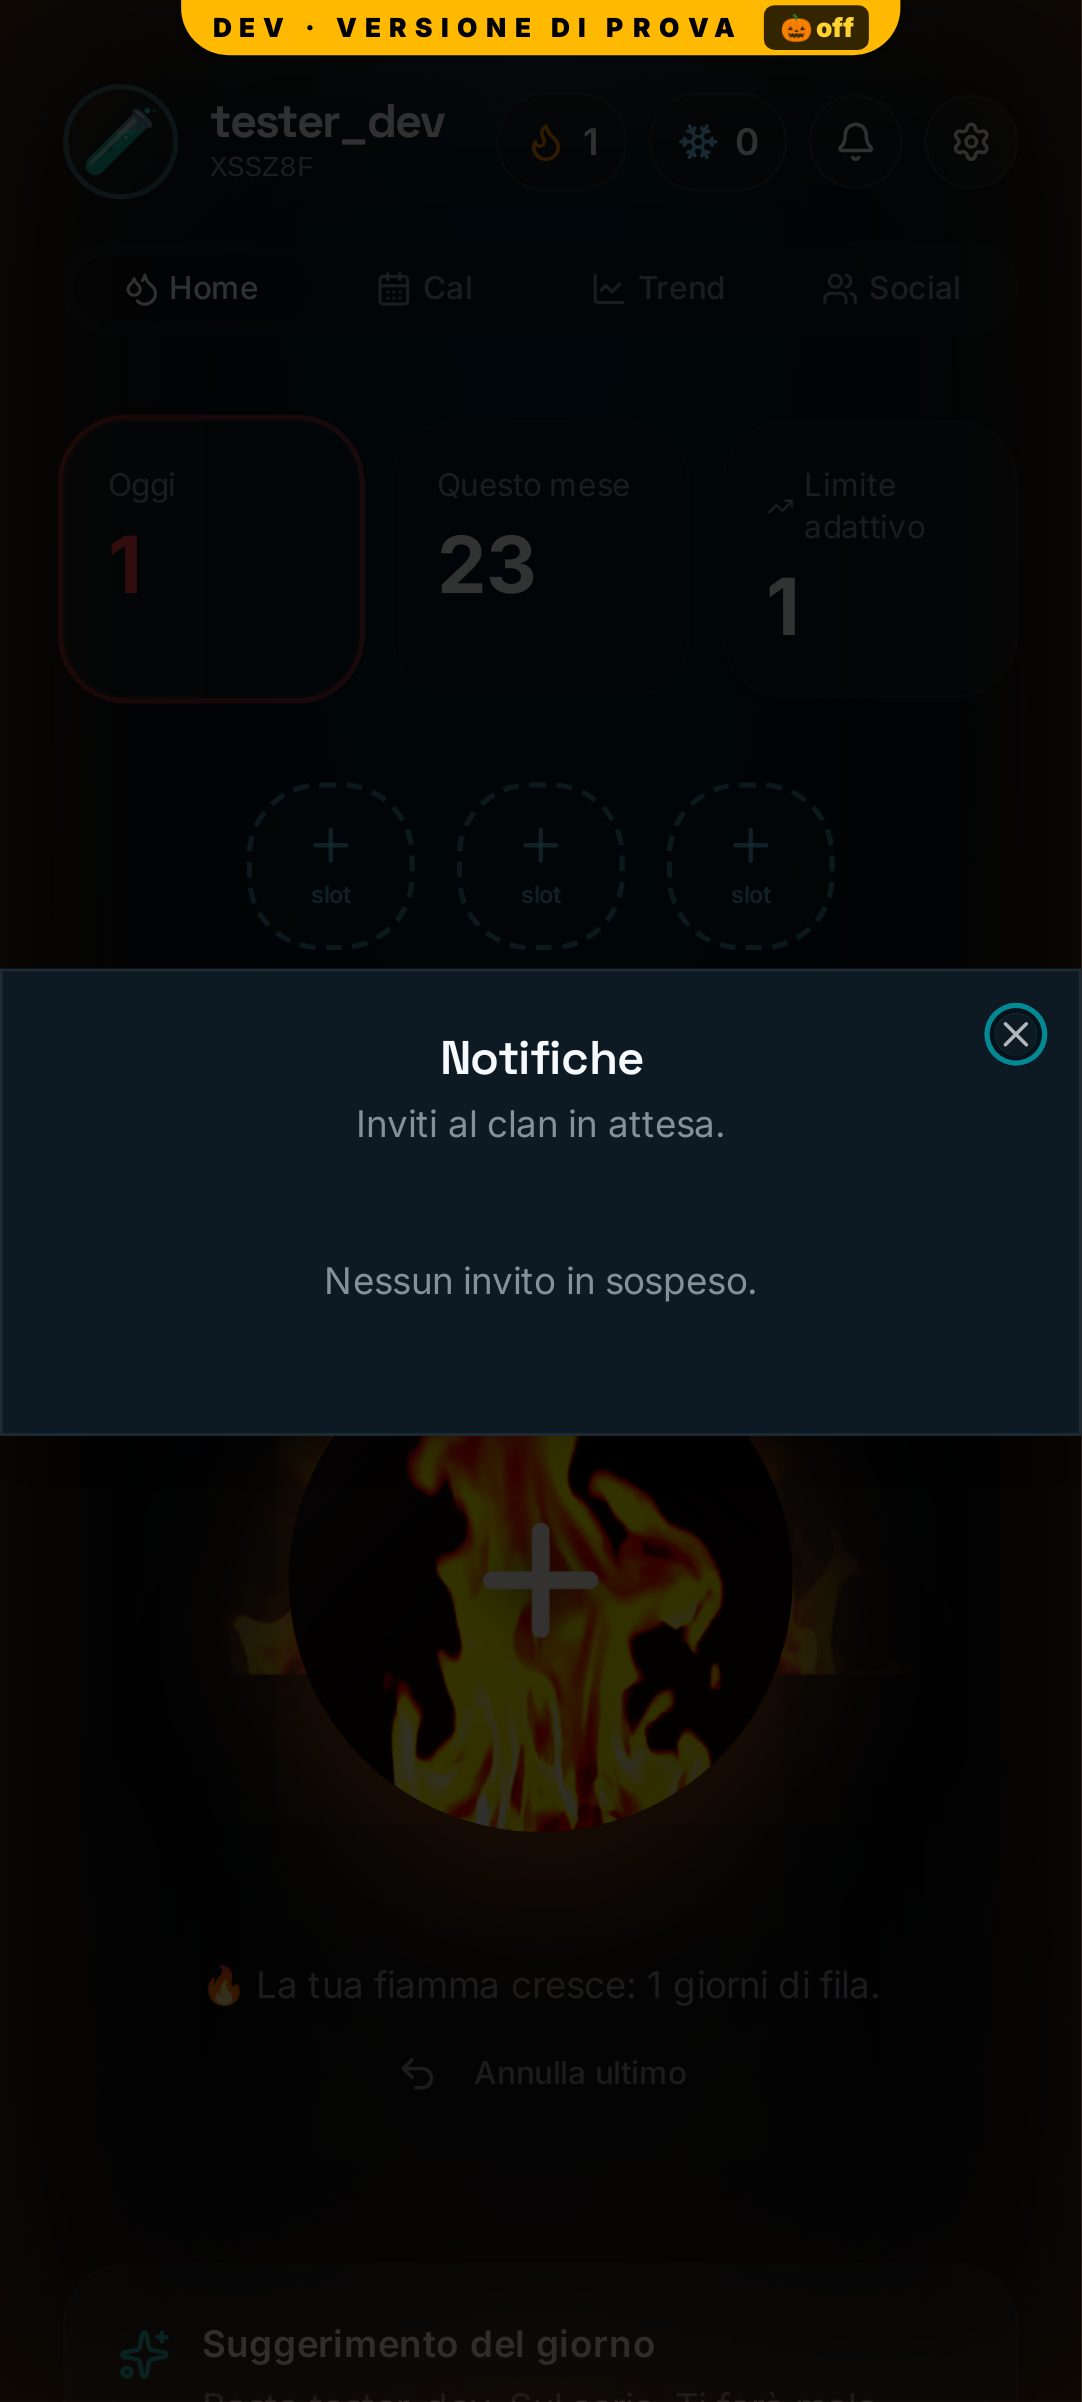 DEV · VERSIONE DI PROVA 🎃off
tester_dev
XSSZ8F
1
0
Home
Cal
Trend
Social
Oggi
1
Questo mese
23
Limite
adattivo
1
slot
slot
slot
Notifiche
Inviti al clan in attesa.
Nessun invito in sospeso.
🔥 La tua fiamma cresce: 1 giorni di fila.
Annulla ultimo
Suggerimento del giorno